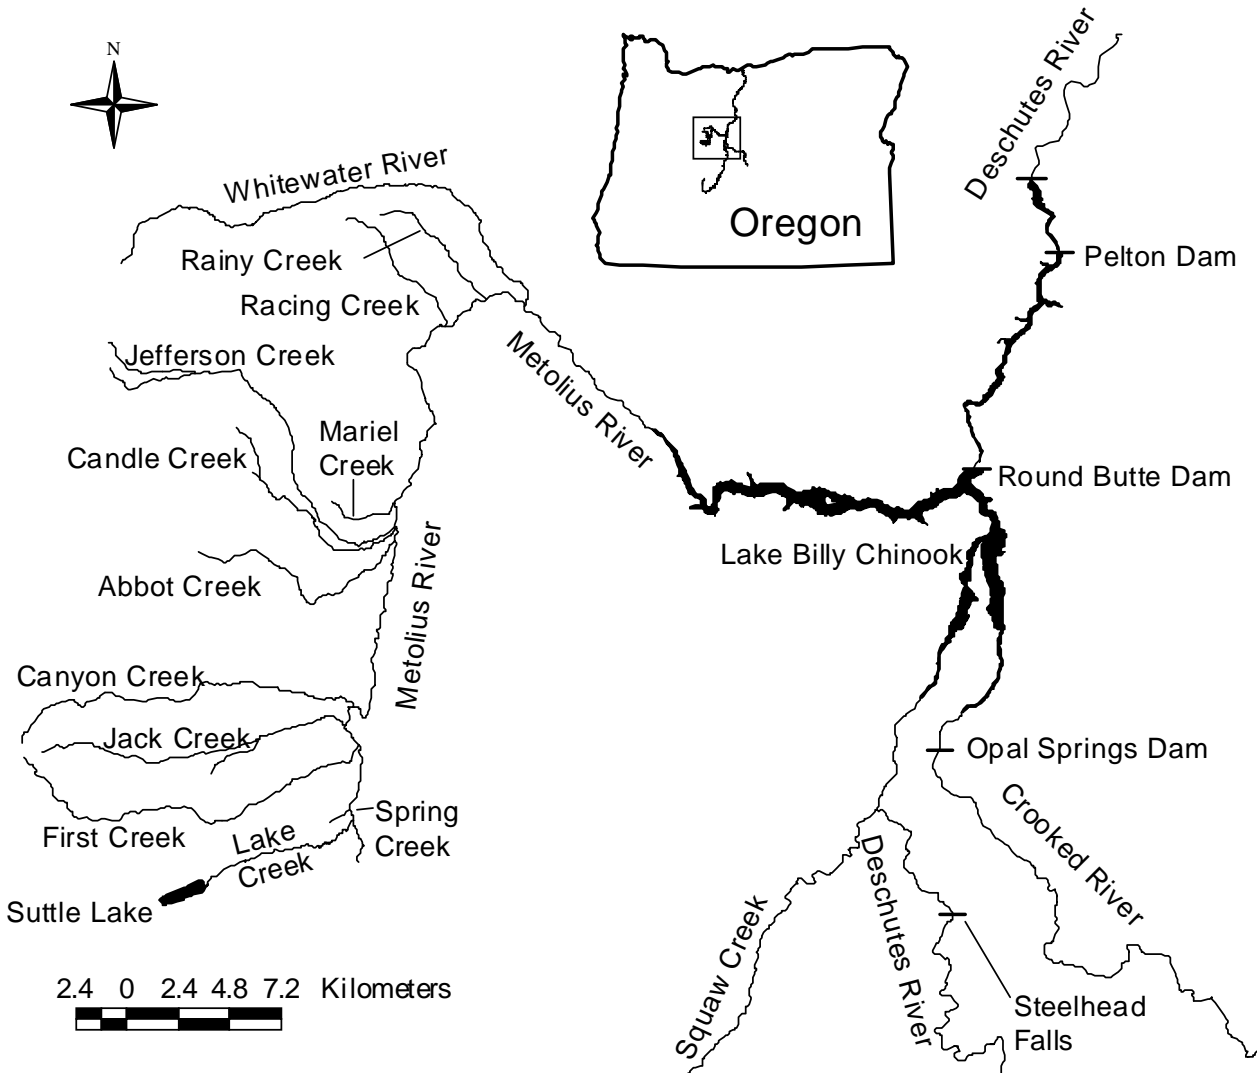 N
Deschutes River
Whitewater River
Oregon
Rainy Creek
Pelton Dam
Racing Creek
Jefferson Creek
Metolius River
Mariel
Creek
Candle Creek
Round Butte Dam
Lake Billy Chinook
Abbot Creek
Metolius River
Canyon Creek
Jack Creek
Opal Springs Dam
Crooked River
First Creek
Lake
Creek
Spring
Creek
Deschutes River
Suttle Lake
Squaw Creek
Steelhead
Falls
2.4 0 2.4 4.8 7.2 Kilometers